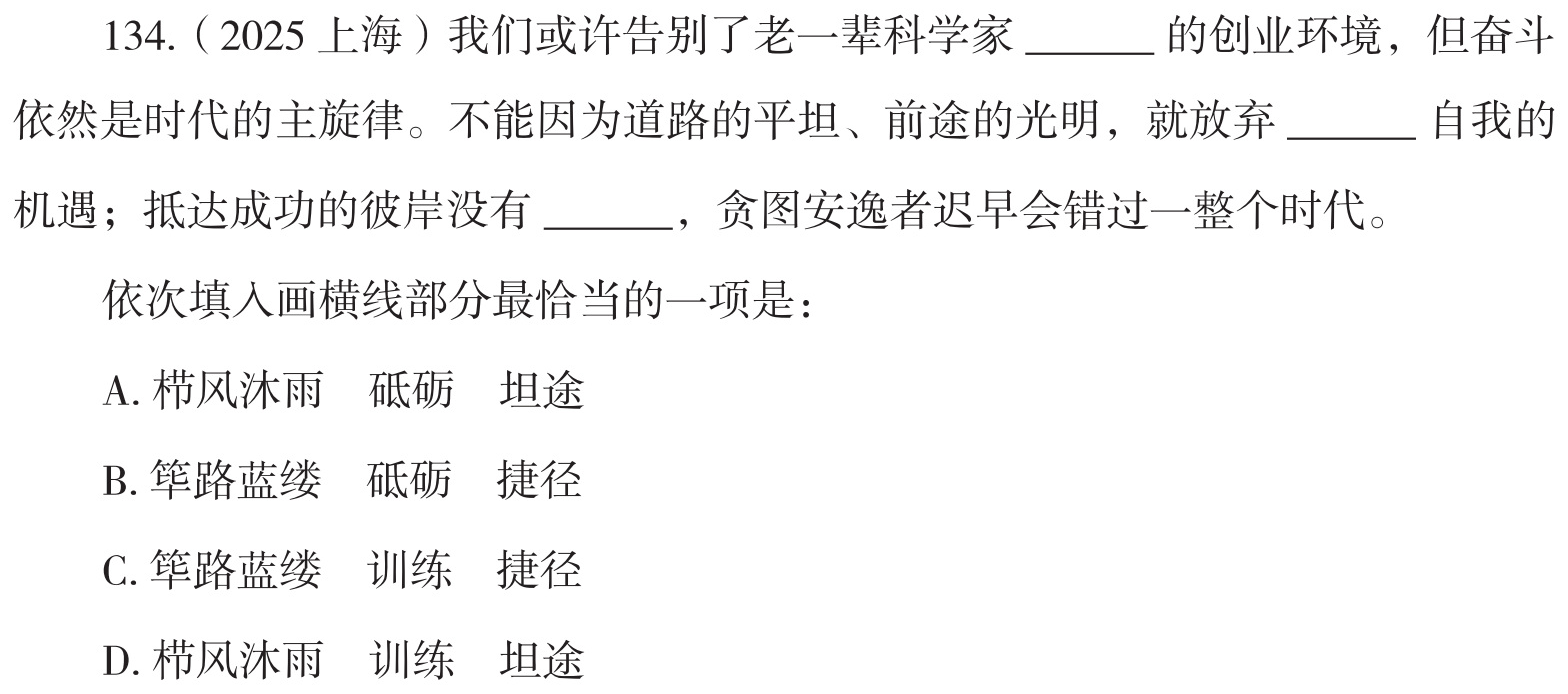 134.（2025 上海）我们或许告别了老一辈科学家 ______ 的创业环境，但奋斗
依然是时代的主旋律。不能因为道路的平坦、前途的光明，就放弃 ______ 自我的
机遇；抵达成功的彼岸没有 ______，贪图安逸者迟早会错过一整个时代。
依次填入画横线部分最恰当的一项是：
A. 栉风沐雨　砥砺　坦途
B. 筚路蓝缕　砥砺　捷径
C. 筚路蓝缕　训练　捷径
D. 栉风沐雨　训练　坦途